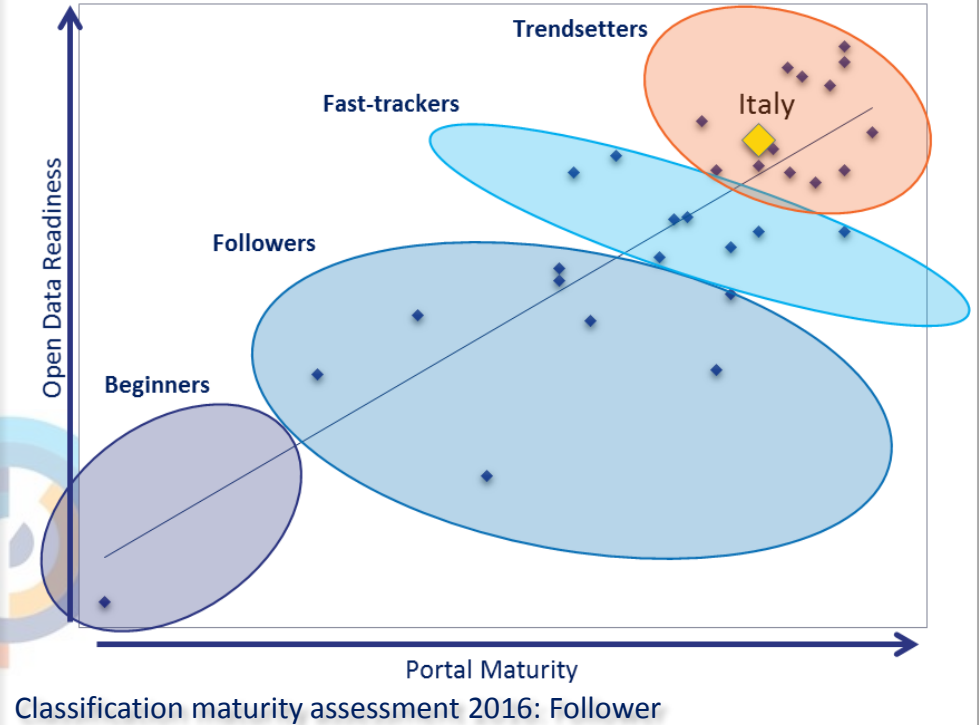 Trendsetters
Italy
Fast-trackers
Followers
Beginners
Open Data Readiness
Portal Maturity
Classification maturity assessment 2016: Follower